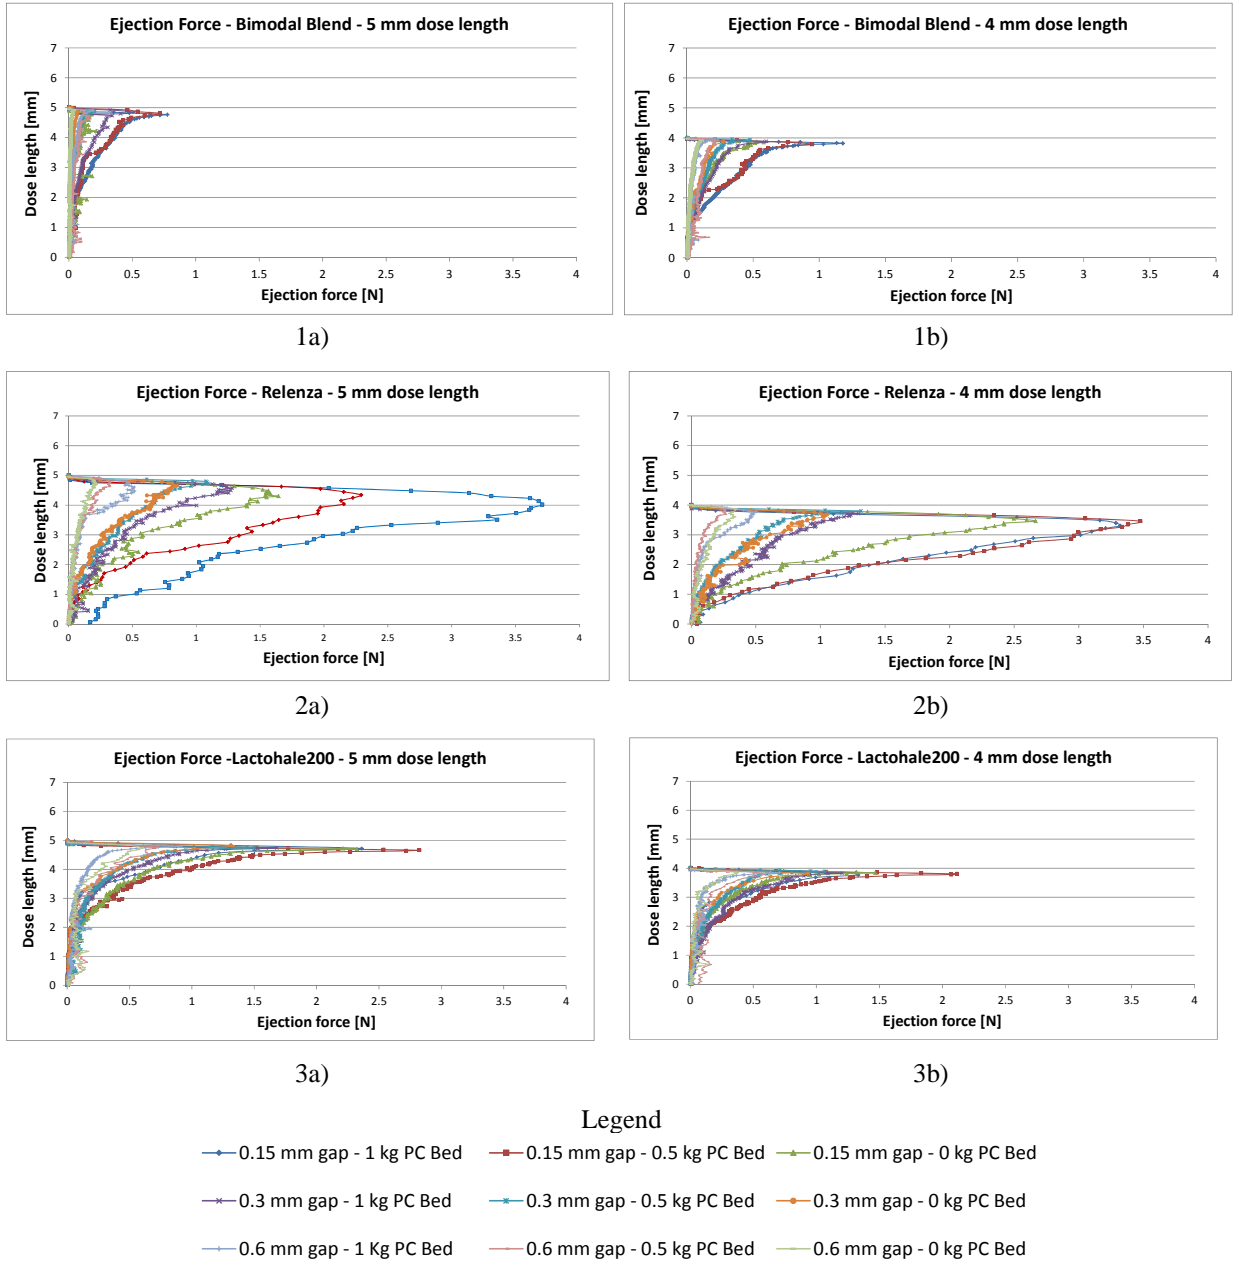 Ejection Force - Bimodal Blend - 5 mm dose length
Dose length [mm]
7
6
5
4
3
2
1
0
0 0.5 1 1.5 2 2.5 3 3.5 4
Ejection force [N]
1a)
Ejection Force - Bimodal Blend - 4 mm dose length
Dose length [mm]
7
6
5
4
3
2
1
0
0 0.5 1 1.5 2 2.5 3 3.5 4
Ejection force [N]
1b)
Ejection Force - Relenza - 5 mm dose length
Dose length [mm]
7
6
5
4
3
2
1
0
0 0.5 1 1.5 2 2.5 3 3.5 4
Ejection force [N]
2a)
Ejection Force - Relenza - 4 mm dose length
Dose length [mm]
7
6
5
4
3
2
1
0
0 0.5 1 1.5 2 2.5 3 3.5 4
Ejection force [N]
2b)
Ejection Force -Lactohale200 - 5 mm dose length
Dose length [mm]
7
6
5
4
3
2
1
0
0 0.5 1 1.5 2 2.5 3 3.5 4
Ejection force [N]
3a)
Ejection Force - Lactohale200 - 4 mm dose length
Dose length [mm]
7
6
5
4
3
2
1
0
0 0.5 1 1.5 2 2.5 3 3.5 4
Ejection force [N]
3b)
Legend
0.15 mm gap - 1 kg PC Bed 0.15 mm gap - 0.5 kg PC Bed 0.15 mm gap - 0 kg PC Bed
0.3 mm gap - 1 kg PC Bed 0.3 mm gap - 0.5 kg PC Bed 0.3 mm gap - 0 kg PC Bed
0.6 mm gap - 1 Kg PC Bed 0.6 mm gap - 0.5 kg PC Bed 0.6 mm gap - 0 kg PC Bed